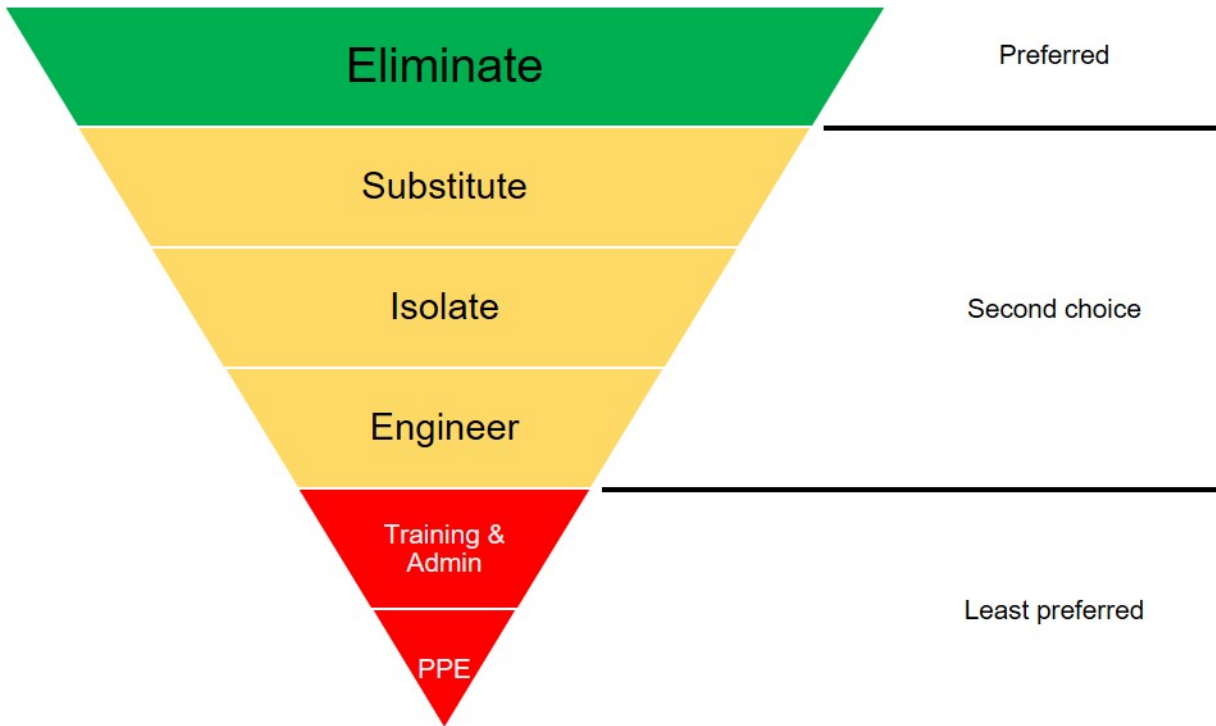 Eliminate
Preferred
Substitute
Isolate
Second choice
Engineer
Training &
Admin
Least preferred
PPE